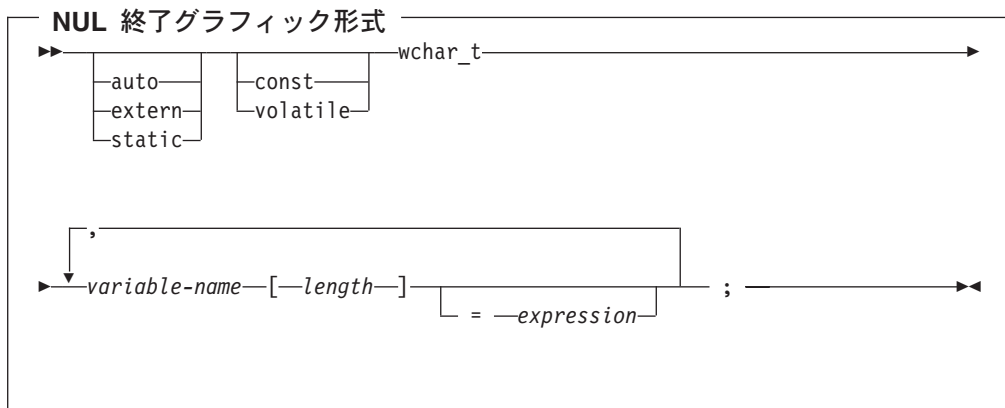 NUL 終了グラフィック形式
wchar_t
auto const
extern volatile
static
,
variable-name [ length ] ;
= expression